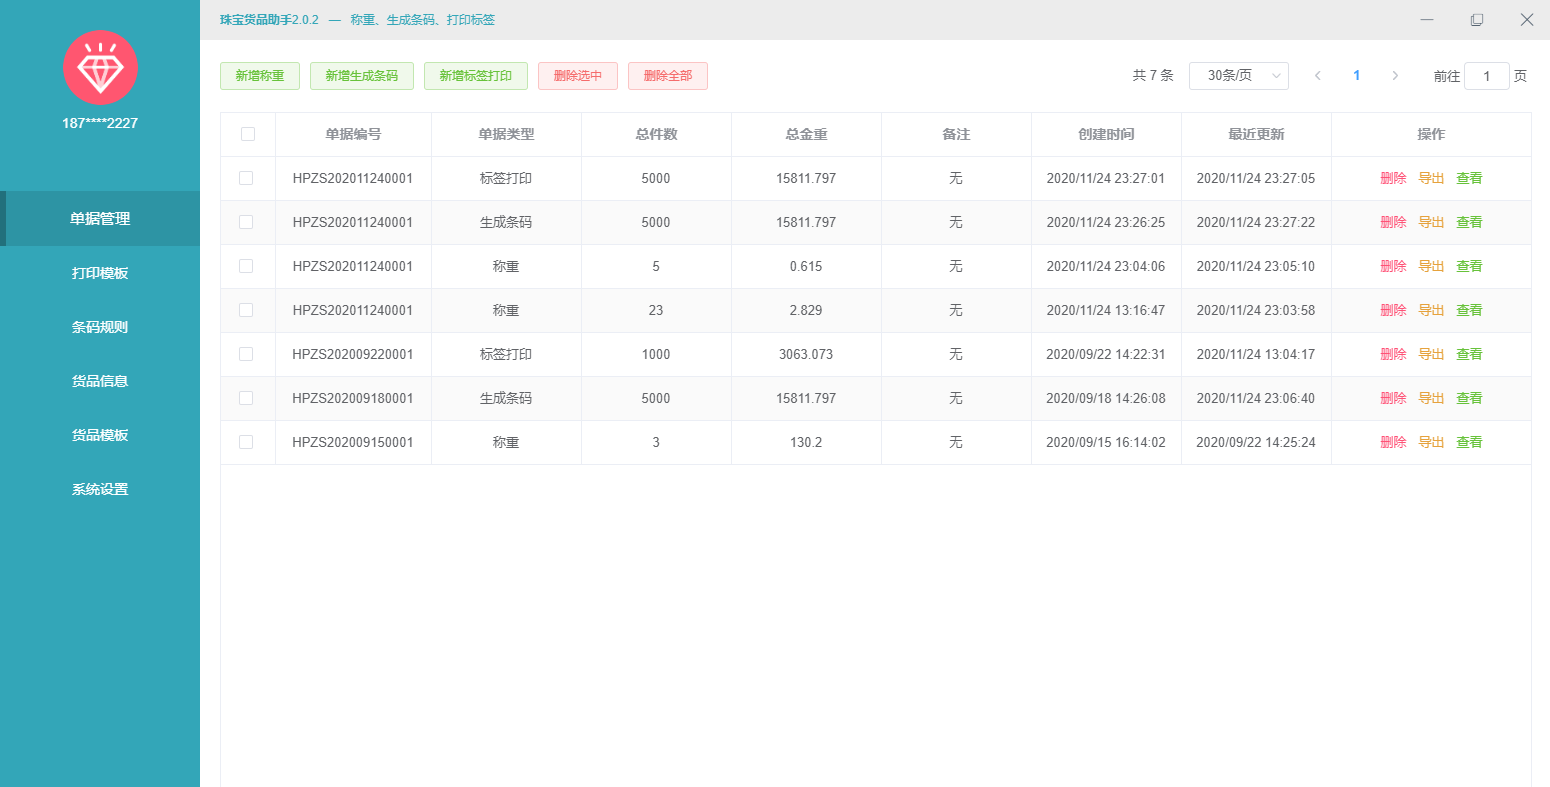 珠宝货品助手2.0.2 — 称重、生成条码、打印标签
187****2227
单据管理
打印模板
条码规则
货品信息
货品模板
系统设置
新增称重 新增生成条码 新增标签打印 删除选中 删除全部 共 7 条 30条/页 1 前往 1 页
单据编号 单据类型 总件数 总金重 备注 创建时间 最近更新 操作
HPZS202011240001 标签打印 5000 15811.797 无 2020/11/24 23:27:01 2020/11/24 23:27:05 删除 导出 查看
HPZS202011240001 生成条码 5000 15811.797 无 2020/11/24 23:26:25 2020/11/24 23:27:22 删除 导出 查看
HPZS202011240001 称重 5 0.615 无 2020/11/24 23:04:06 2020/11/24 23:05:10 删除 导出 查看
HPZS202011240001 称重 23 2.829 无 2020/11/24 13:16:47 2020/11/24 23:03:58 删除 导出 查看
HPZS202009220001 标签打印 1000 3063.073 无 2020/09/22 14:22:31 2020/11/24 13:04:17 删除 导出 查看
HPZS202009180001 生成条码 5000 15811.797 无 2020/09/18 14:26:08 2020/11/24 23:06:40 删除 导出 查看
HPZS202009150001 称重 3 130.2 无 2020/09/15 16:14:02 2020/09/22 14:25:24 删除 导出 查看